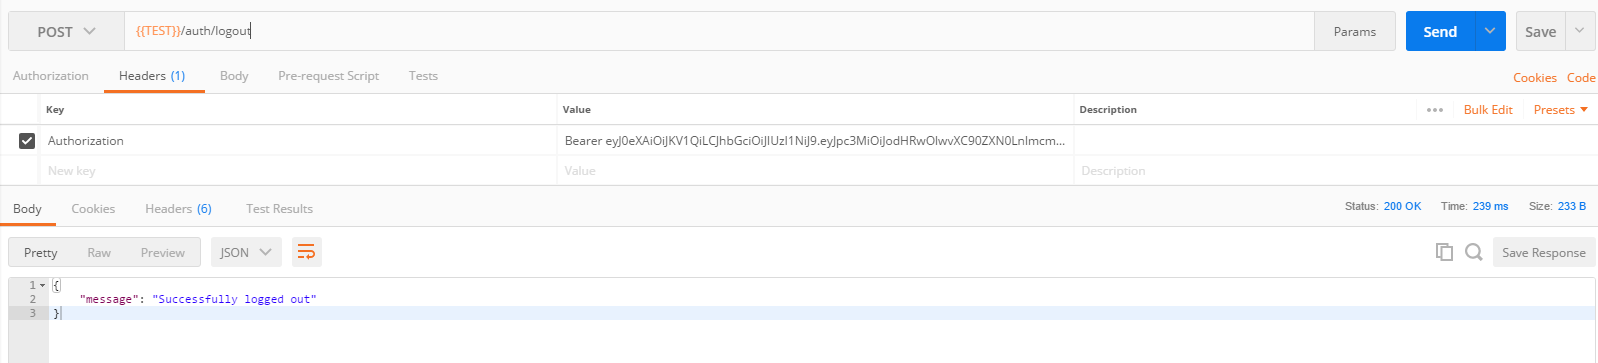 POST {{TEST}}/auth/logout Params Send Save
Authorization Headers (1) Body Pre-request Script Tests Cookies Code
Key Value Description Bulk Edit Presets
Authorization Bearer eyJ0eXAiOiJKV1QiLCJhbGciOiJIUzI1NiJ9.eyJpc3MiOiJodHRwOlwvXC90ZXN0LnImcm...
New key Value Description
Body Cookies Headers (6) Test Results Status: 200 OK Time: 239 ms Size: 233 B
Pretty Raw Preview JSON Save Response
1 {
2 "message": "Successfully logged out"
3 }